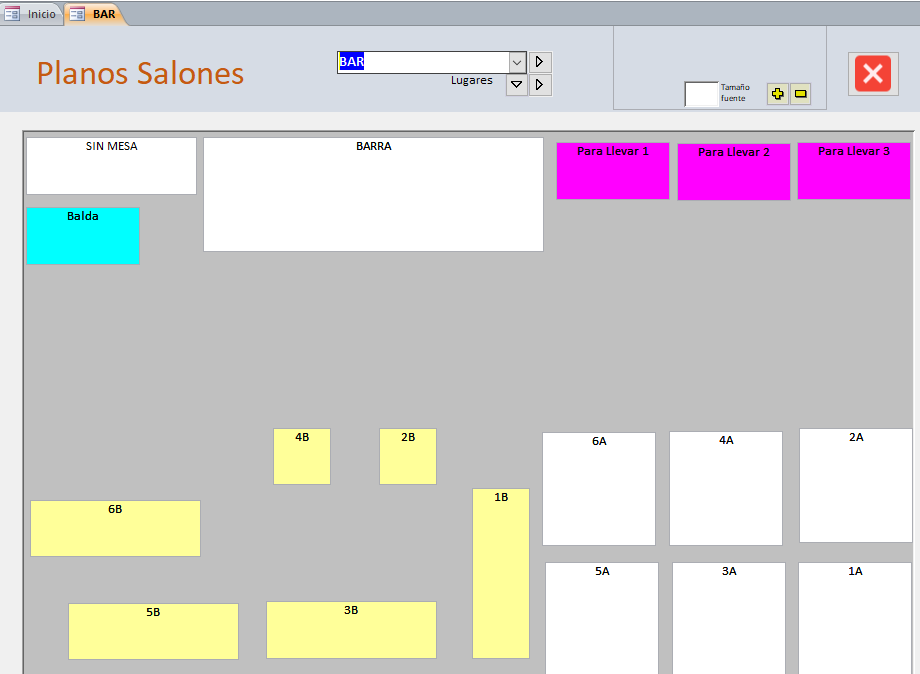 Inicio
BAR
Planos Salones
BAR
Lugares
Tamaño
fuente
SIN MESA
BARRA
Para Llevar 1
Para Llevar 2
Para Llevar 3
Balda
4B
2B
6A
4A
2A
1B
6B
5A
3A
1A
5B
3B